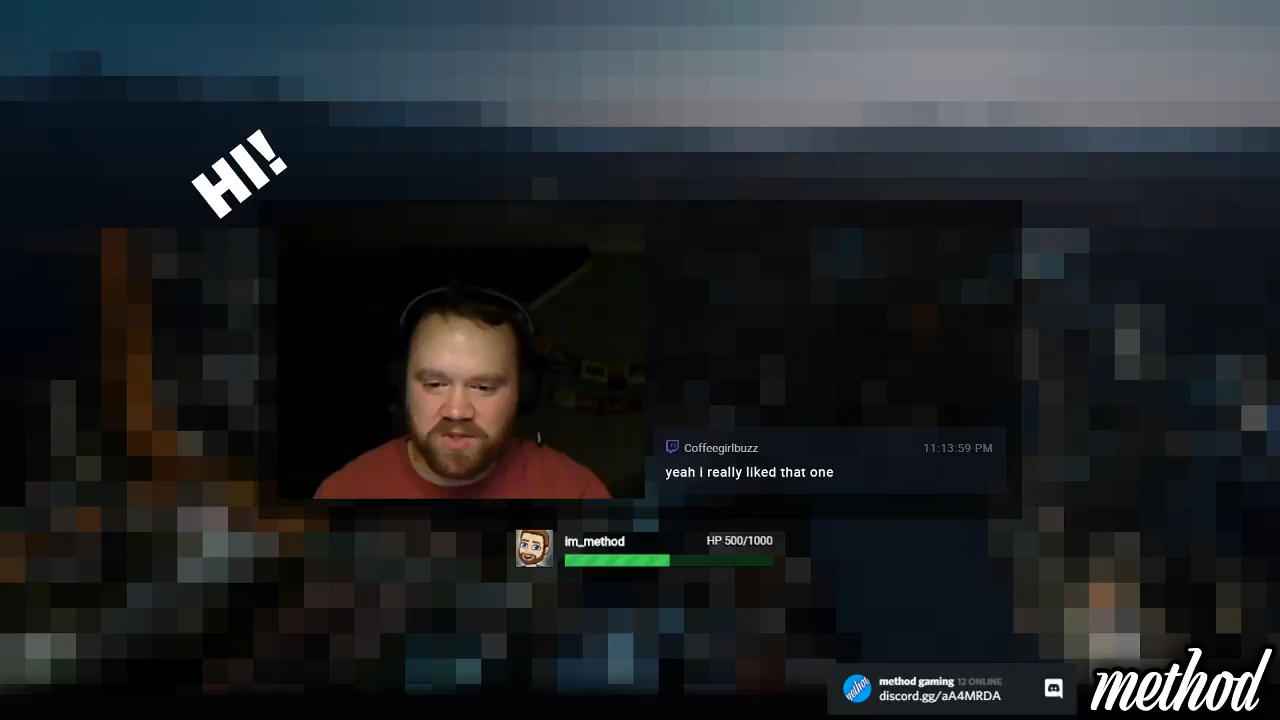 HI!
Coffeegirlbuzz 11:13:59 PM
yeah i really liked that one
im_method HP 500/1000
method gaming 12 ONLINE
discord.gg/aA4MRDA
method
method